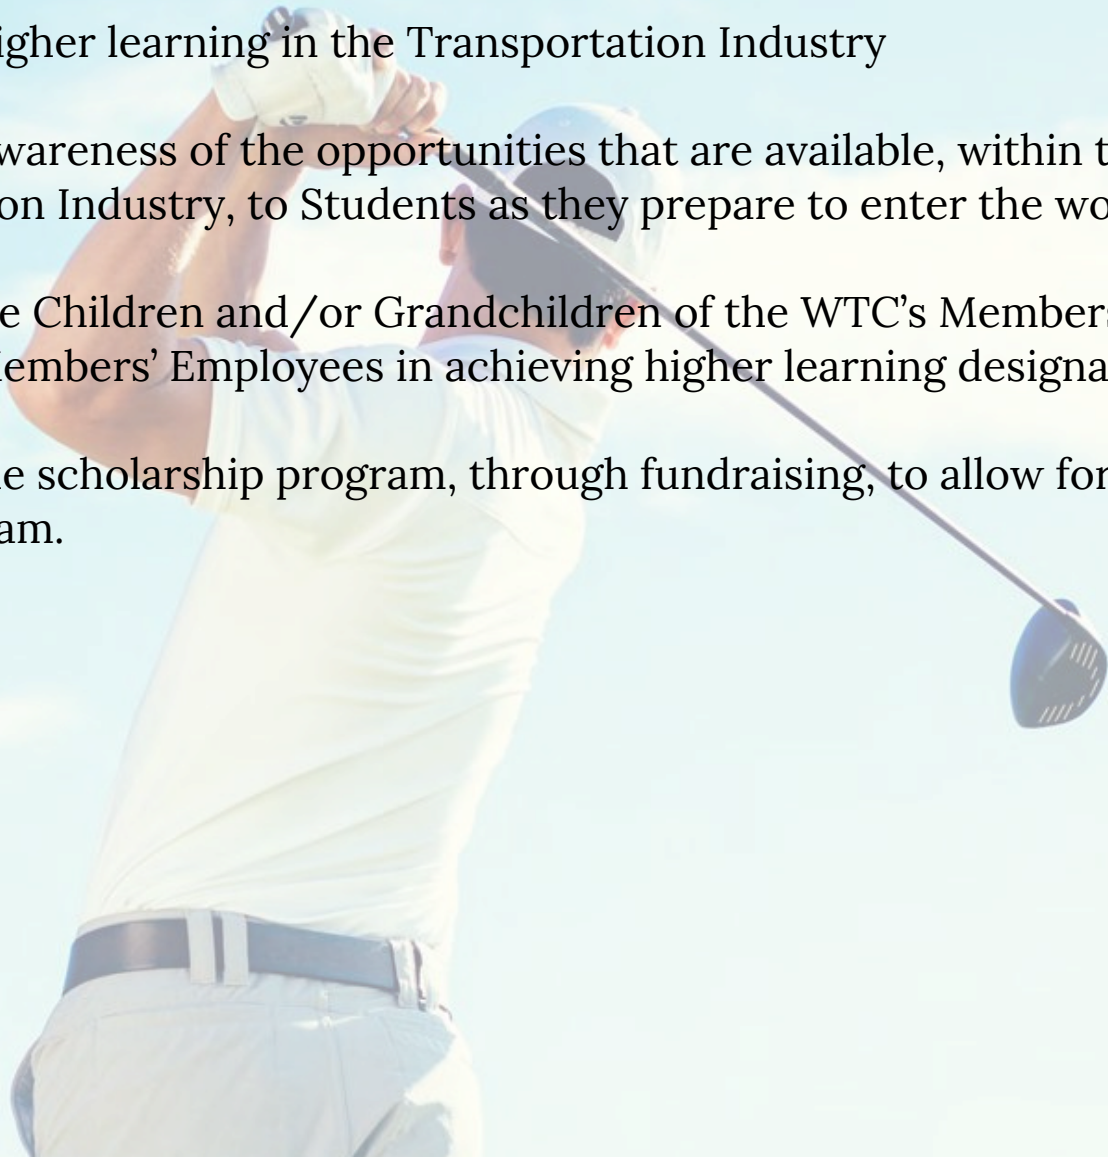 igher learning in the Transportation Industry
wareness of the opportunities that are available, within t
on Industry, to Students as they prepare to enter the wo
e Children and/or Grandchildren of the WTC’s Members
embers’ Employees in achieving higher learning designa
e scholarship program, through fundraising, to allow for
am.